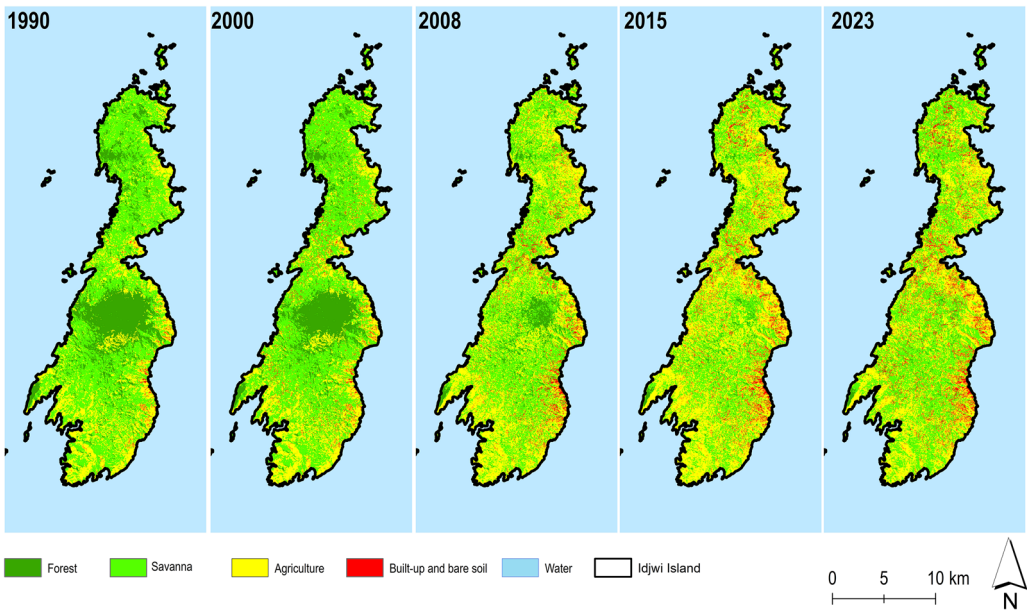 1990
2000
2008
2015
2023
Forest
Savanna
Agriculture
Built-up and bare soil
Water
Idjwi Island
0 5 10 km
N